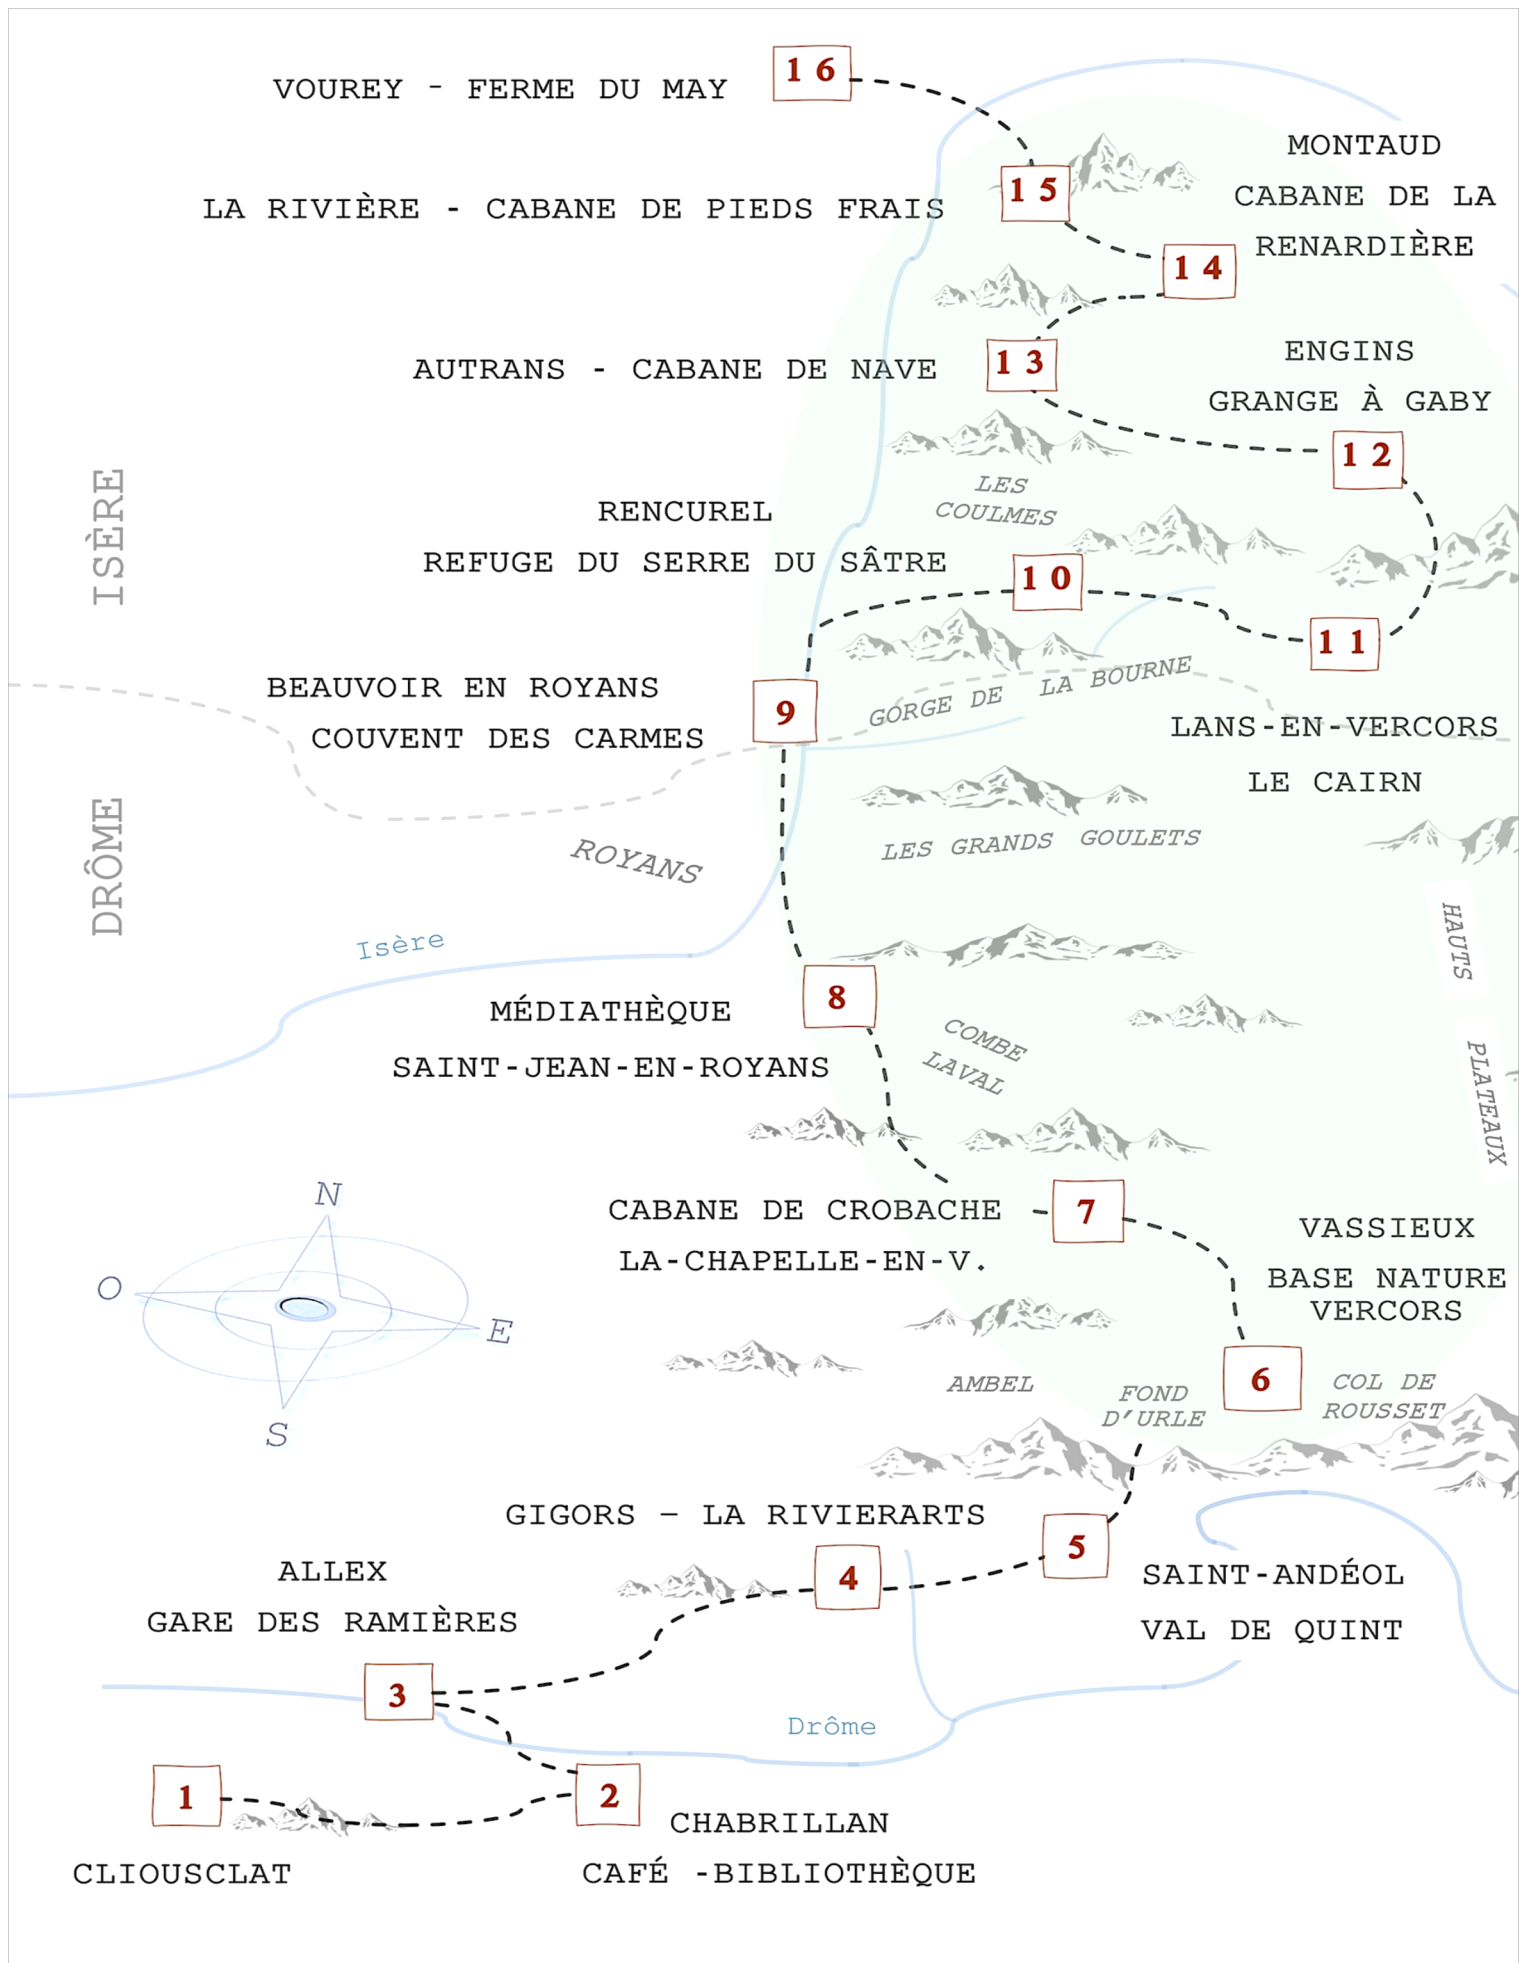 16
VOUREY - FERME DU MAY
MONTAUD
CABANE DE LA
RENARDIÈRE
15
LA RIVIÈRE - CABANE DE PIEDS FRAIS
14
13
AUTRANS - CABANE DE NAVE
ENGINS
GRANGE À GABY
12
LES
COULMES
ISÈRE
RENCUREL
REFUGE DU SERRE DU SÂTRE
10
11
BEAUVOIR EN ROYANS
COUVENT DES CARMES
9
GORGE DE LA BOURNE
LANS-EN-VERCORS
LE CAIRN
DRÔME
ROYANS
LES GRANDS GOULETS
Isère
HAUTS
PLATEAUX
8
MÉDIATHÈQUE
SAINT-JEAN-EN-ROYANS
COMBE
LAVAL
N
O
E
S
7
CABANE DE CROBACHE
LA-CHAPELLE-EN-V.
VASSIEUX
BASE NATURE
VERCORS
6
AMBEL
FOND
D'URLE
COL DE
ROUSSET
GIGORS – LA RIVIERARTS
5
4
SAINT-ANDÉOL
VAL DE QUINT
ALLEX
GARE DES RAMIÈRES
3
Drôme
1
2
CHABRILLAN
CAFÉ -BIBLIOTHÈQUE
CLIOUSCLAT